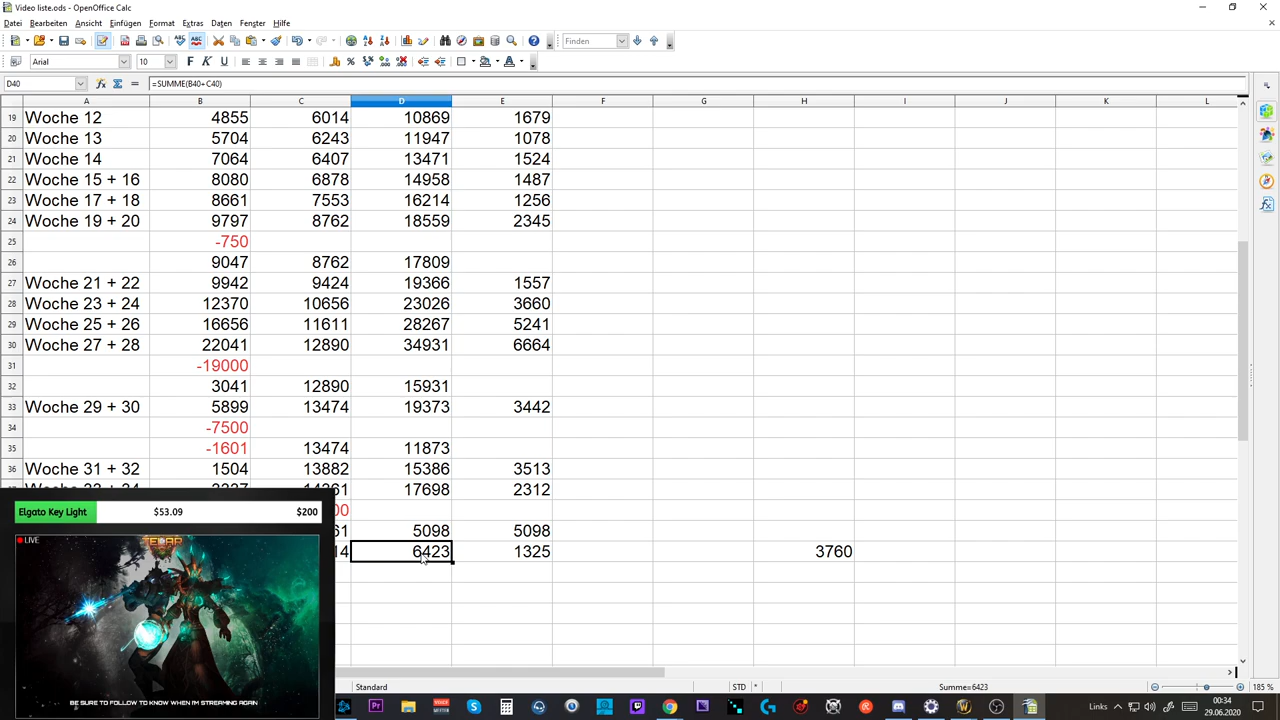 Video liste.ods - OpenOffice Calc
Datei Bearbeiten Ansicht Einfügen Format Extras Daten Fenster Hilfe
Finden
Arial 10
D40 =SUMME(B40+C40)
A B C D E F G H I J K L
19 Woche 12 4855 6014 10869 1679
20 Woche 13 5704 6243 11947 1078
21 Woche 14 7064 6407 13471 1524
22 Woche 15 + 16 8080 6878 14958 1487
23 Woche 17 + 18 8661 7553 16214 1256
24 Woche 19 + 20 9797 8762 18559 2345
25 -750
26 9047 8762 17809
27 Woche 21 + 22 9942 9424 19366 1557
28 Woche 23 + 24 12370 10656 23026 3660
29 Woche 25 + 26 16656 11611 28267 5241
30 Woche 27 + 28 22041 12890 34931 6664
31 -19000
32 3041 12890 15931
33 Woche 29 + 30 5899 13474 19373 3442
34 -7500
35 -1601 13474 11873
36 Woche 31 + 32 1504 13882 15386 3513
17698 2312
00
61 5098 5098
14 6423 1325 3760
Elgato Key Light $53.09 $200
LIVE
BE SURE TO FOLLOW TO KNOW WHEN I'M STREAMING AGAIN
Standard STD * Summe=6423 185 %
Links 00:34
29.06.2020